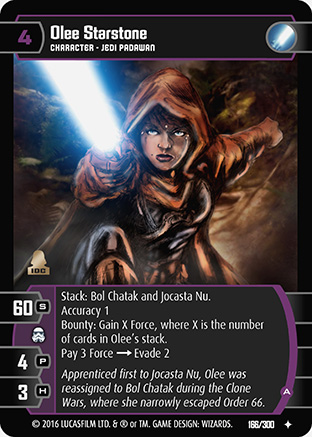 4
Olee Starstone
CHARACTER - JEDI PADAWAN
IDC
60 S
Stack: Bol Chatak and Jocasta Nu.
Accuracy 1
Bounty: Gain X Force, where X is the number
of cards in Olee's stack.
4 P
Pay 3 Force → Evade 2
3 H
Apprenticed first to Jocasta Nu, Olee was
reassigned to Bol Chatak during the Clone
Wars, where she narrowly escaped Order 66.
A
© 2016 LUCASFILM LTD. & ® or TM. GAME DESIGN: WIZARDS.
166/300